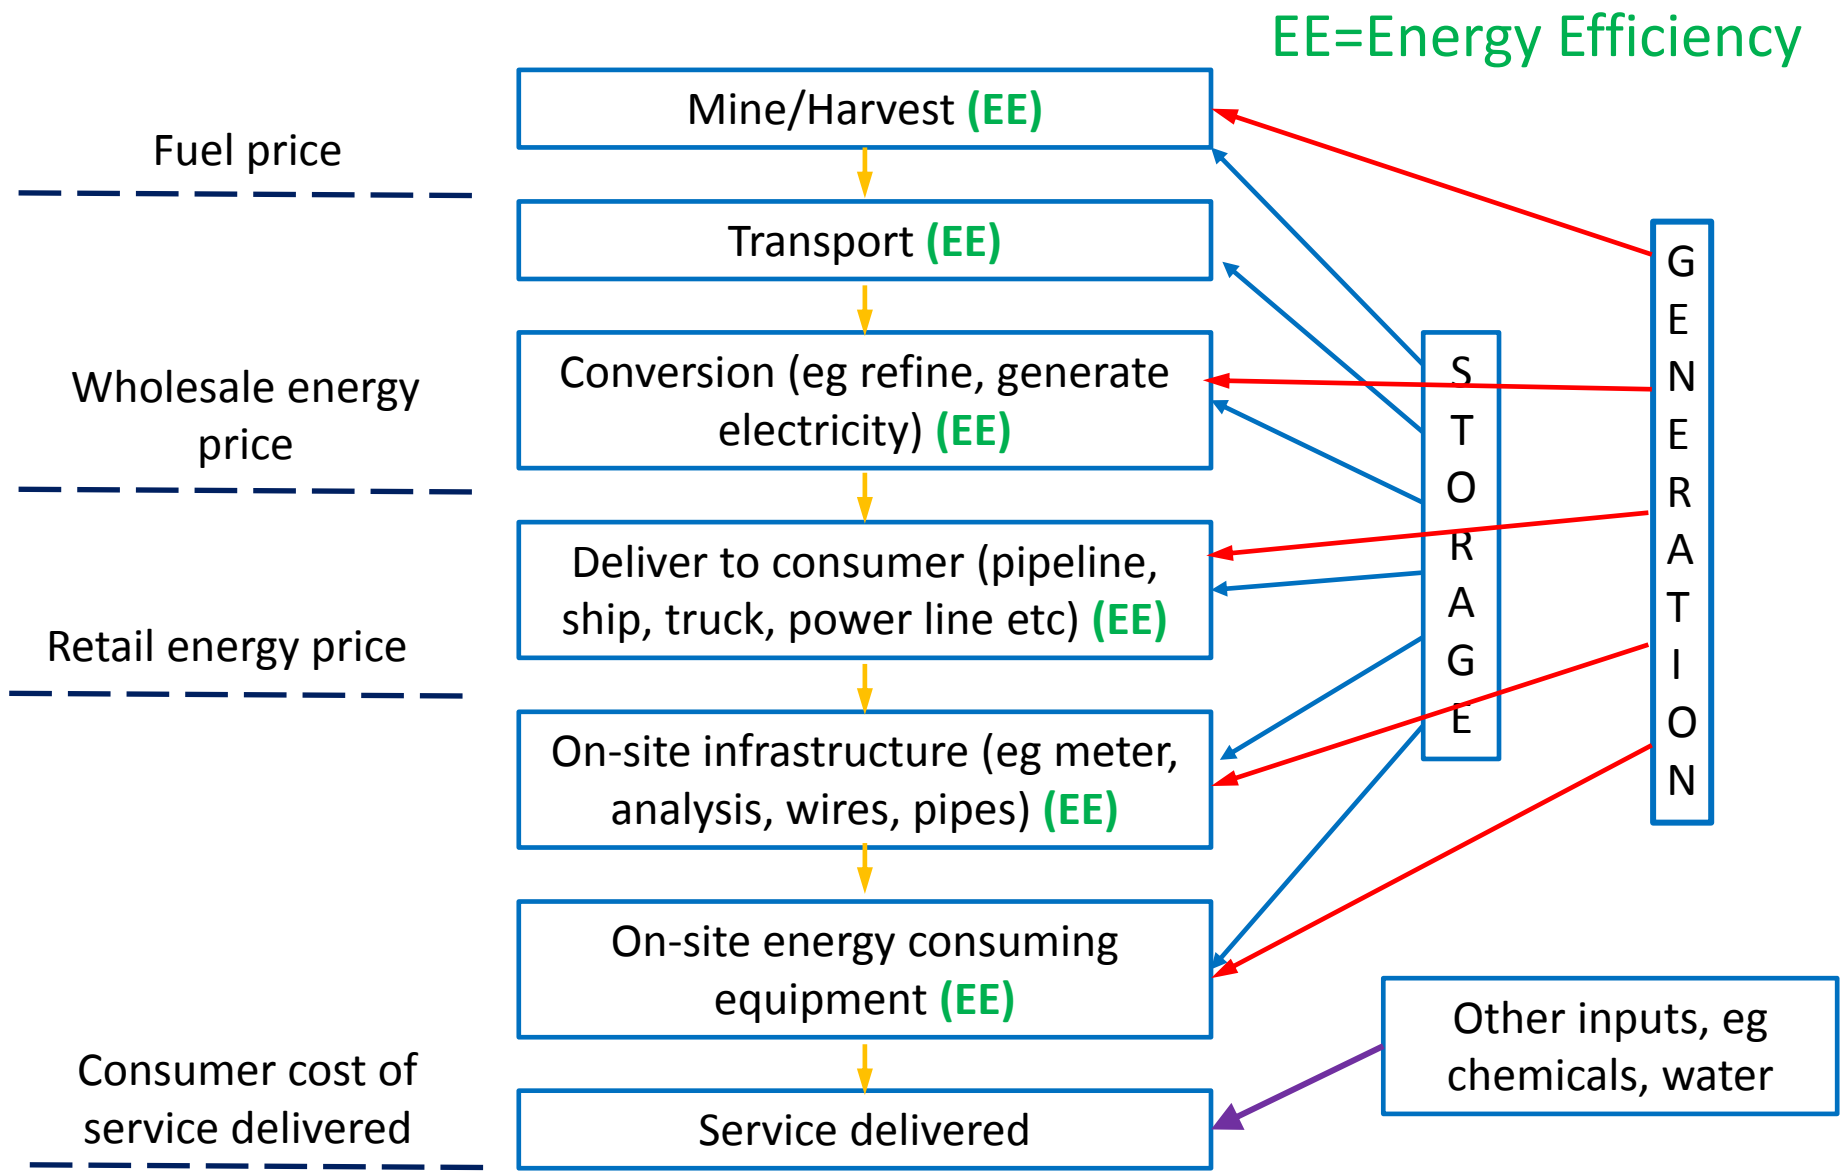 EE=Energy Efficiency
Mine/Harvest (EE)
Fuel price
Transport (EE)
Conversion (eg refine, generate
electricity) (EE)
Wholesale energy
price
Deliver to consumer (pipeline,
ship, truck, power line etc) (EE)
Retail energy price
On-site infrastructure (eg meter,
analysis, wires, pipes) (EE)
On-site energy consuming
equipment (EE)
Consumer cost of
service delivered
Service delivered
STORAGE
GENERATION
Other inputs, eg
chemicals, water